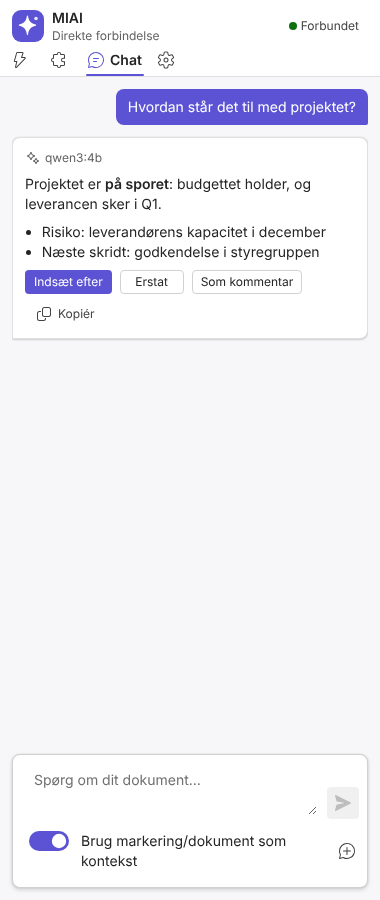 MIAI
Direkte forbindelse
Forbundet
Chat
Hvordan står det til med projektet?
qwen3:4b
Projektet er på sporet: budgettet holder, og
leverancen sker i Q1.
• Risiko: leverandørens kapacitet i december
• Næste skridt: godkendelse i styregruppen
Indsæt efter
Erstat
Som kommentar
Kopiér
Spørg om dit dokument...
Brug markering/dokument som
kontekst